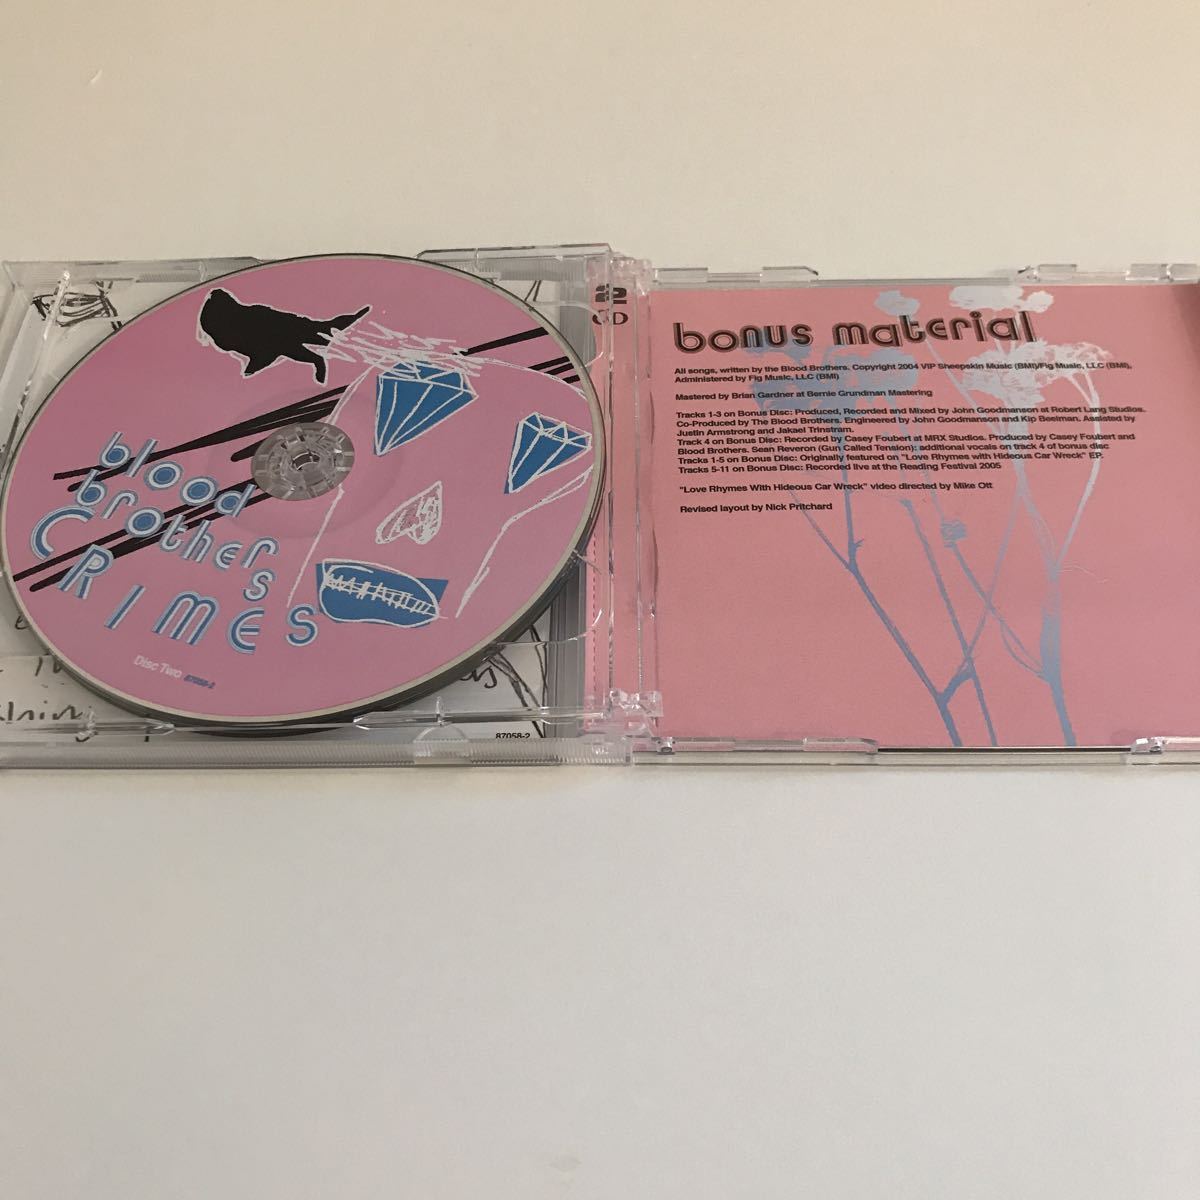 blood
brothers
CRIMES
Disc Two 87058-2
87058-2
2
CD
bonus material
All songs, written by the Blood Brothers. Copyright 2004 VIP Sheepskin Music (BMI)/Fig Music, LLC (BMI),
Administered by Fig Music, LLC (BMI)
Mastered by Brian Gardner at Bernie Grundman Mastering
Tracks 1-3 on Bonus Disc: Produced, Recorded and Mixed by John Goodmanson at Robert Lang Studios.
Co-Produced by The Blood Brothers. Engineered by John Goodmanson and Kip Beelman. Assisted by
Justin Armstrong and Jakael Tristram.
Track 4 on Bonus Disc: Recorded by Casey Foubert at MRX Studios. Produced by Casey Foubert and
Blood Brothers. Sean Reveron (Gun Called Tension): additional vocals on track 4 of bonus disc
Tracks 1-5 on Bonus Disc: Originally featured on "Love Rhymes with Hideous Car Wreck" EP.
Tracks 5-11 on Bonus Disc: Recorded live at the Reading Festival 2005
"Love Rhymes With Hideous Car Wreck" video directed by Mike Ott
Revised layout by Nick Pritchard